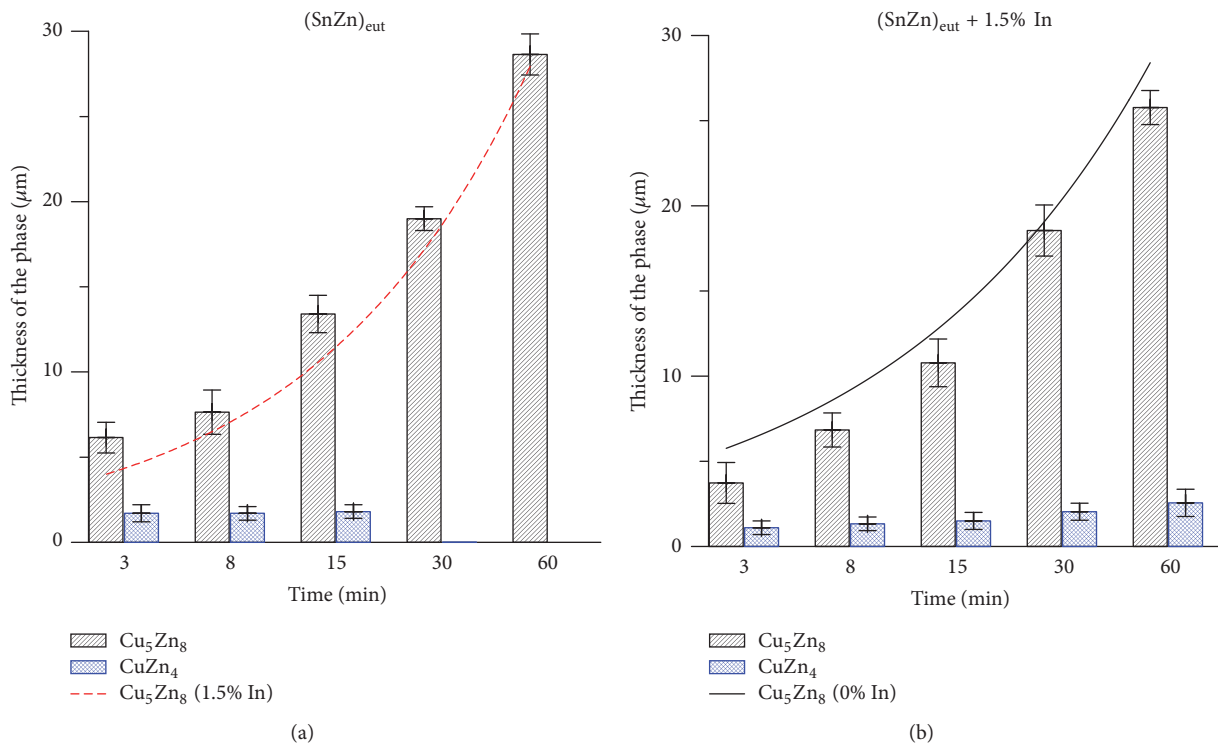 (SnZn)eut
Thickness of the phase (μm)
30
20
10
0
3 8 15 30 60
Time (min)
Cu5Zn8
CuZn4
Cu5Zn8 (1.5% In)
(a)
(SnZn)eut + 1.5% In
Thickness of the phase (μm)
30
20
10
0
3 8 15 30 60
Time (min)
Cu5Zn8
CuZn4
Cu5Zn8 (0% In)
(b)